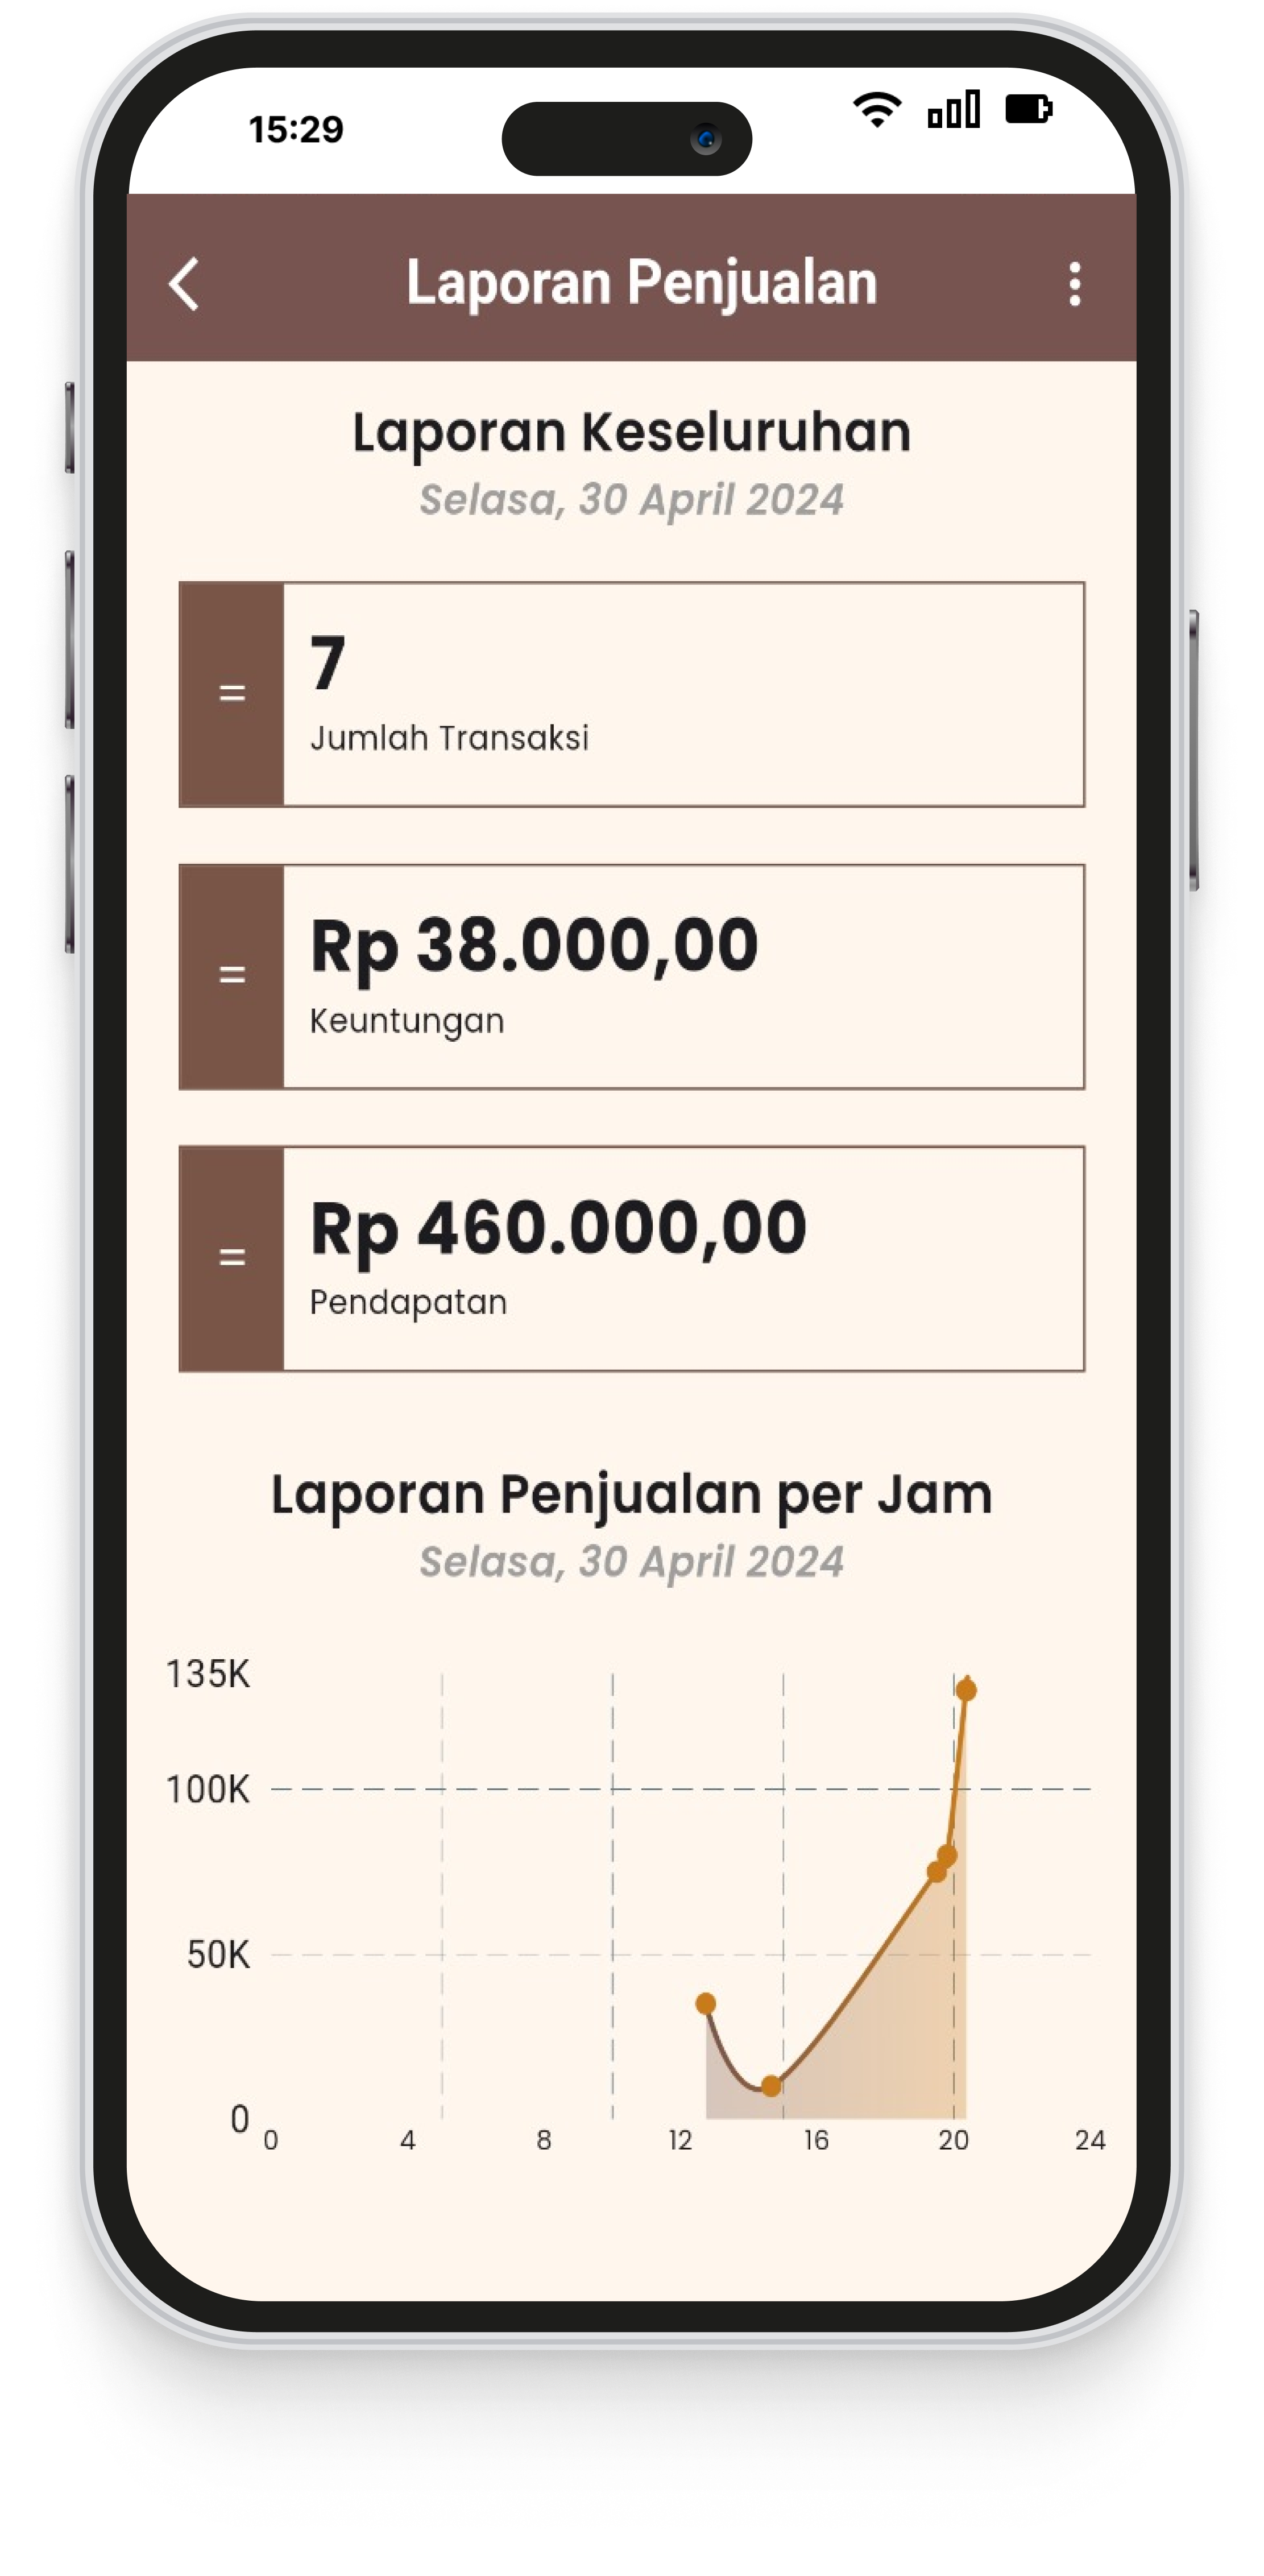 15:29
Laporan Penjualan
Laporan Keseluruhan
Selasa, 30 April 2024
=
7
Jumlah Transaksi
=
Rp 38.000,00
Keuntungan
=
Rp 460.000,00
Pendapatan
Laporan Penjualan per Jam
Selasa, 30 April 2024
135K
100K
50K
0
0 4 8 12 16 20 24